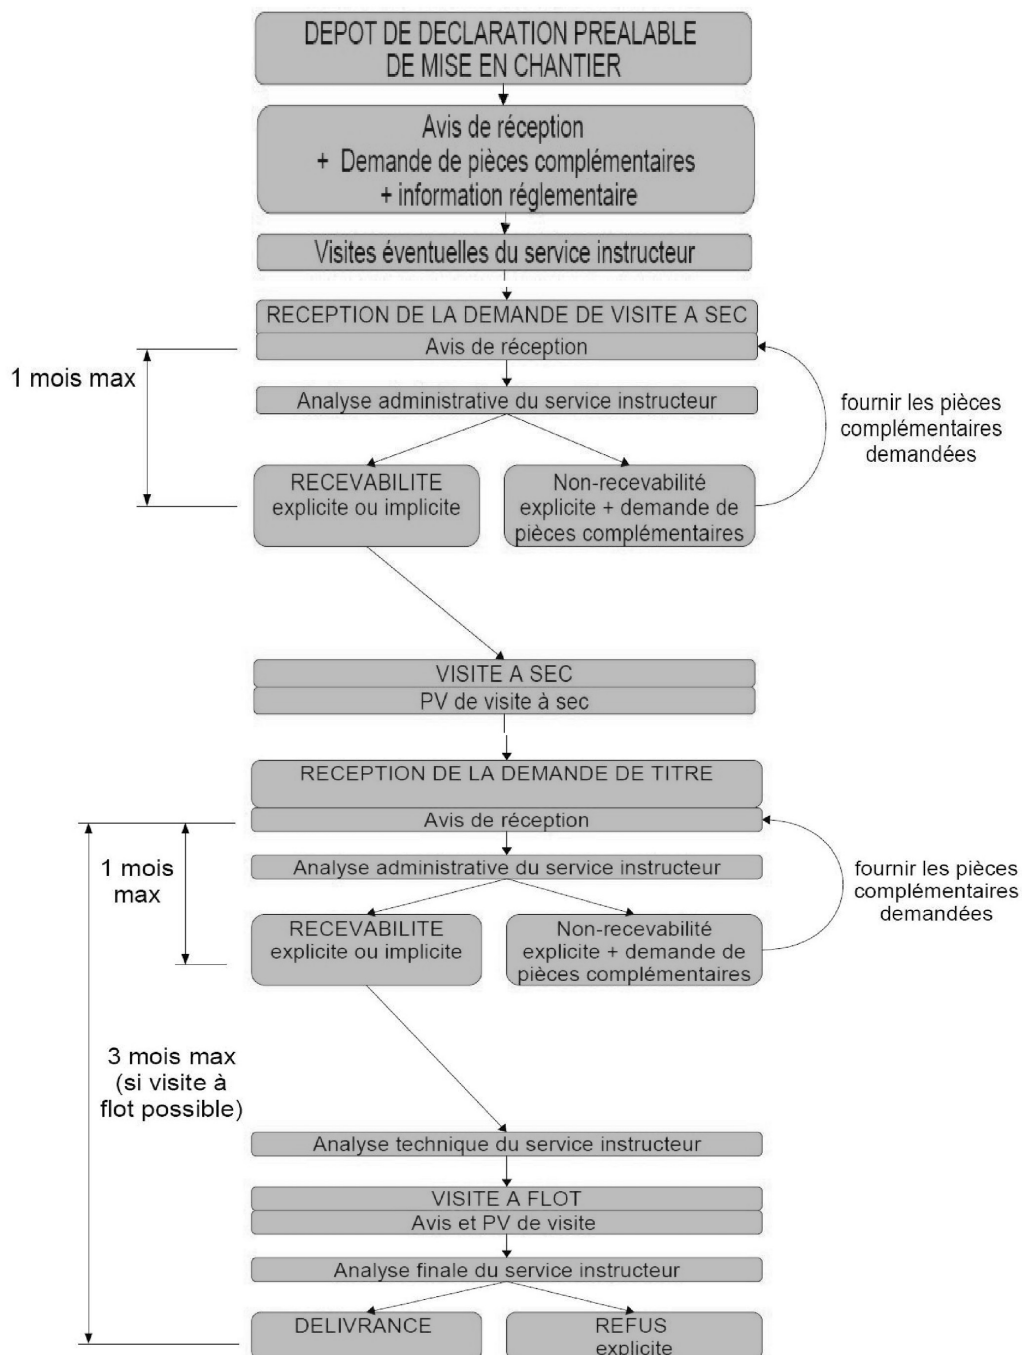 DEPOT DE DECLARATION PREALABLE
DE MISE EN CHANTIER
Avis de réception
+ Demande de pièces complémentaires
+ information réglementaire
Visites éventuelles du service instructeur
RECEPTION DE LA DEMANDE DE VISITE A SEC
Avis de réception
1 mois max
Analyse administrative du service instructeur
fournir les pièces
complémentaires
demandées
RECEVABILITE
explicite ou implicite
Non-recevabilité
explicite + demande de
pièces complémentaires
VISITE A SEC
PV de visite à sec
RECEPTION DE LA DEMANDE DE TITRE
Avis de réception
1 mois
max
Analyse administrative du service instructeur
fournir les pièces
complémentaires
demandées
RECEVABILITE
explicite ou implicite
Non-recevabilité
explicite + demande de
pièces complémentaires
3 mois max
(si visite à
flot possible)
Analyse technique du service instructeur
VISITE A FLOT
Avis et PV de visite
Analyse finale du service instructeur
DELIVRANCE
REFUS
explicite